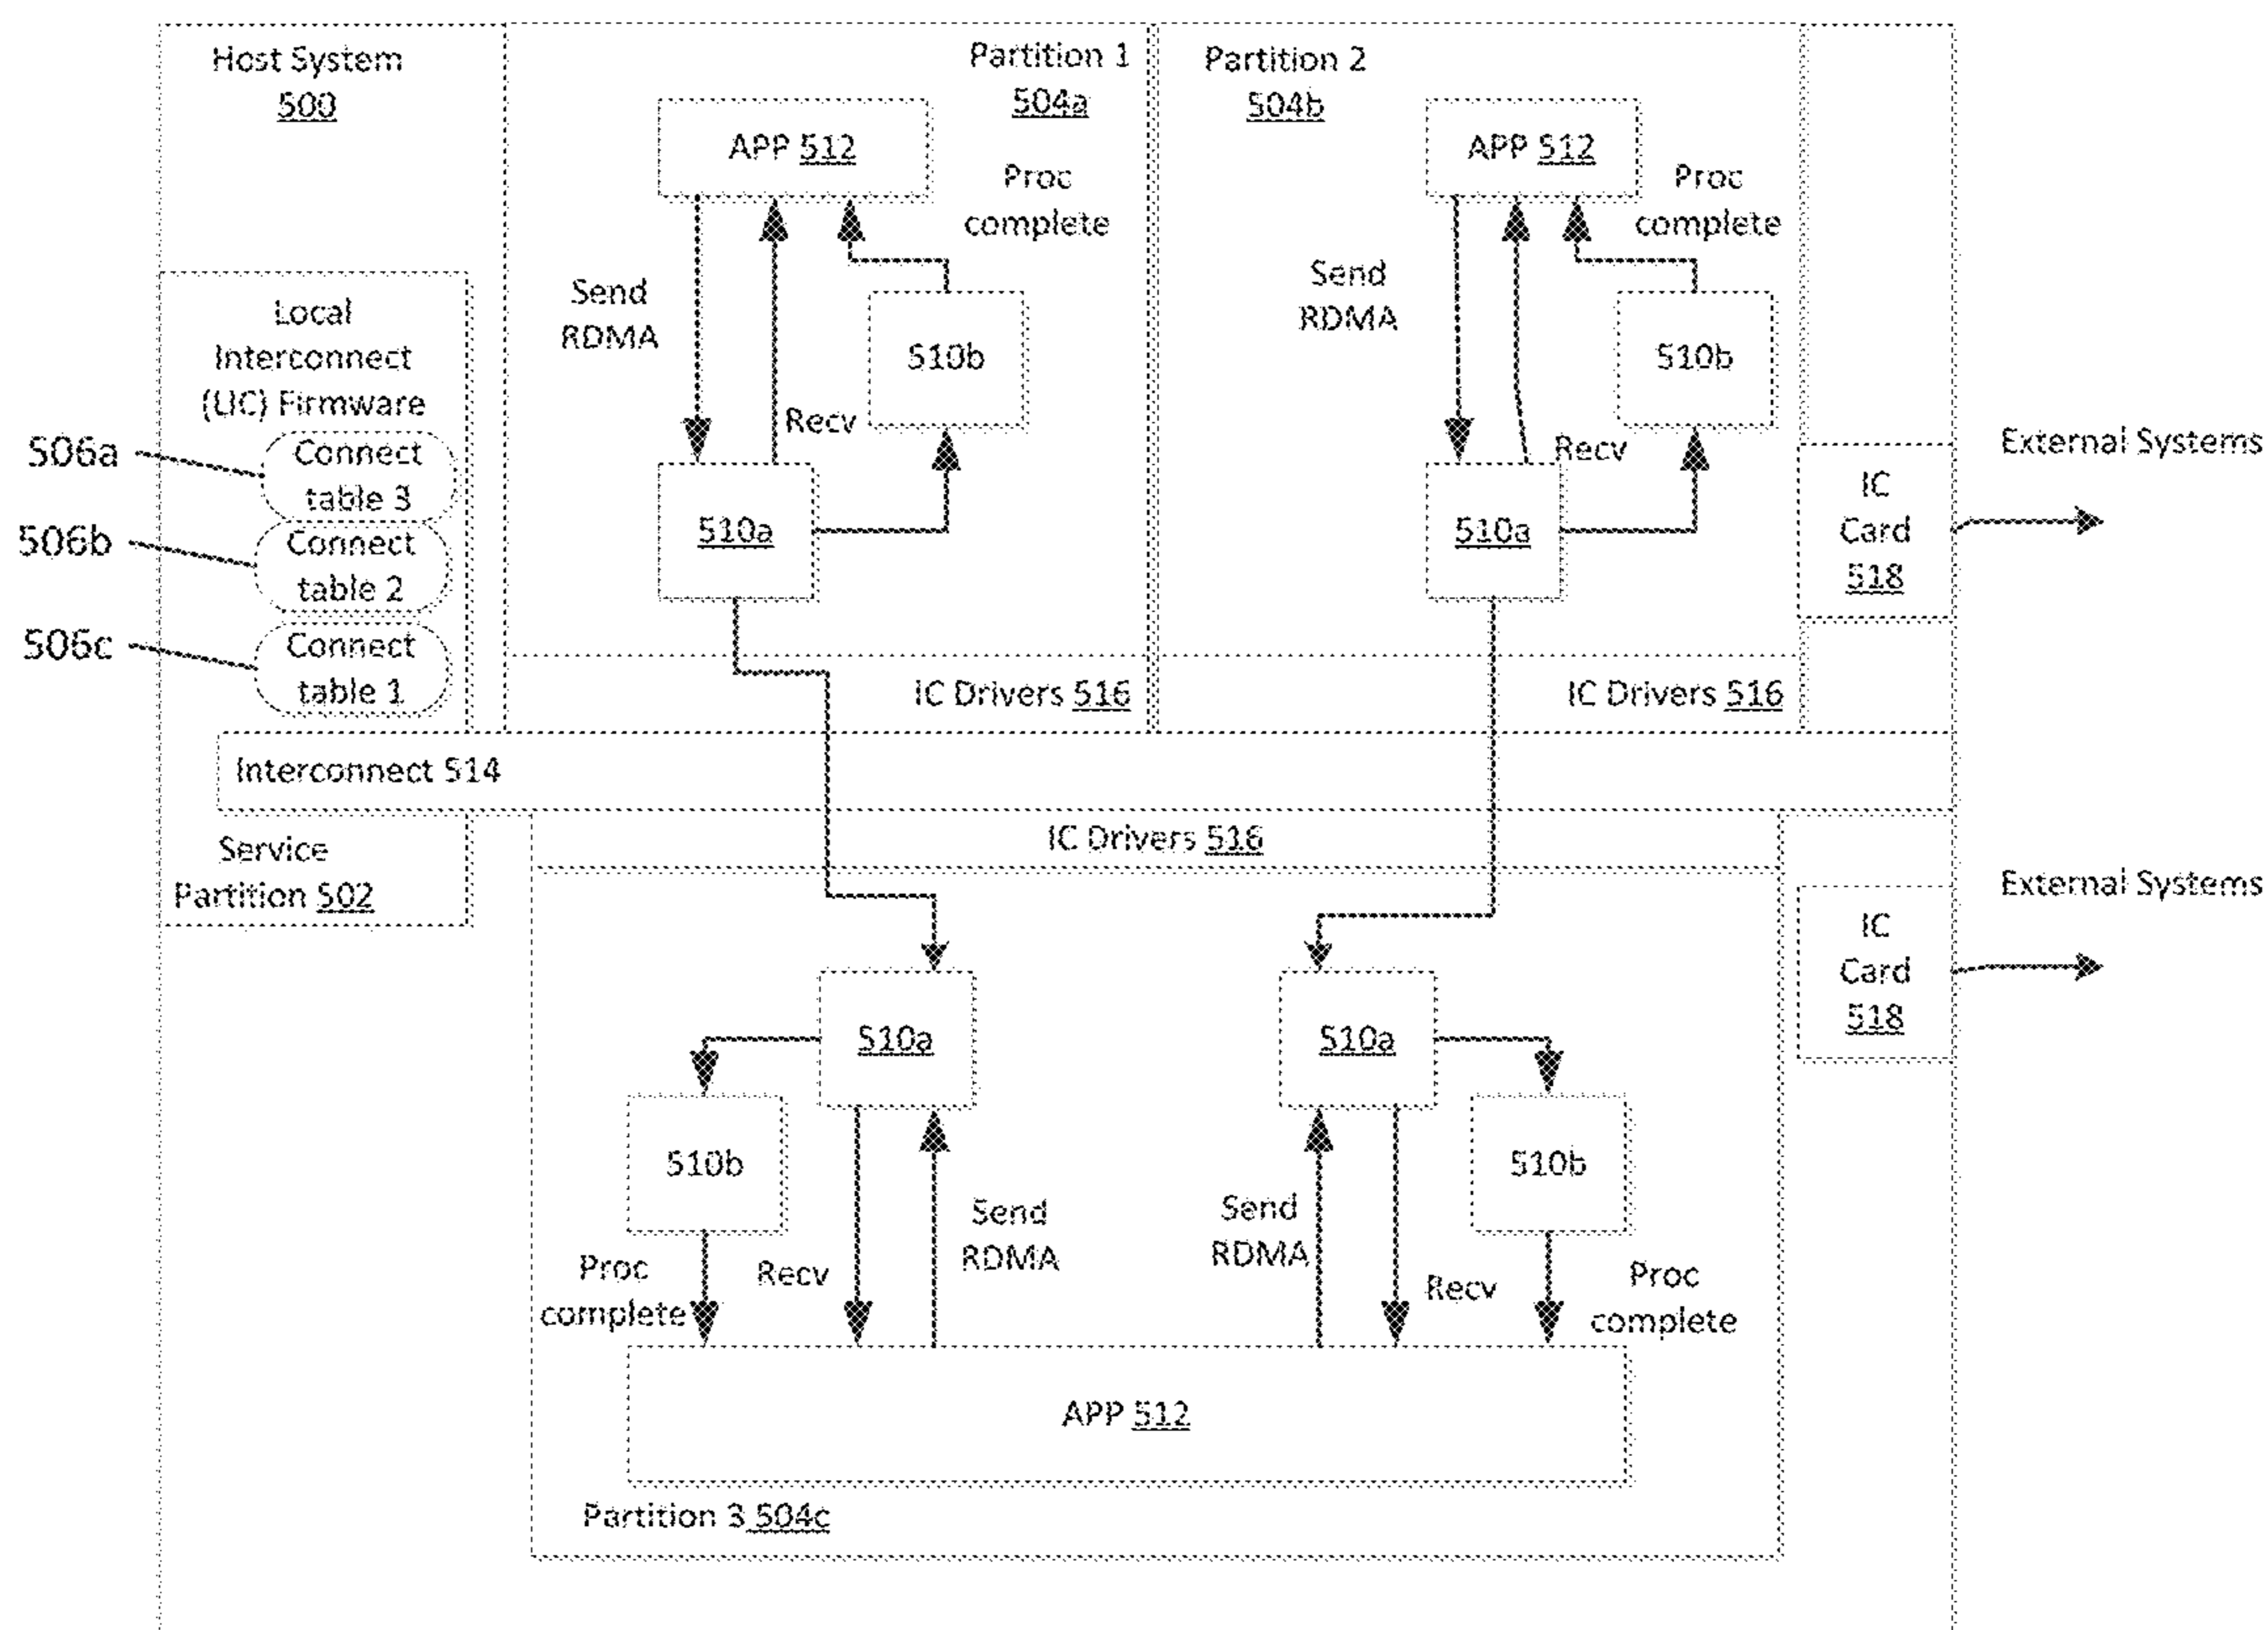 Host System
500
Partition 1
504a
Partition 2
504b
APP 512
Proc
complete
Send
RDMA
Recv
510b
510a
IC Drivers 516
APP 512
Proc
complete
Send
RDMA
Recv
510b
510a
IC Drivers 516
Local
Interconnect
(LIC) Firmware
506a
Connect
table 3
506b
Connect
table 2
506c
Connect
table 1
IC
Card
518
External Systems
Interconnect 514
Service
Partition 502
IC Drivers 516
IC
Card
518
External Systems
510a
510a
510b
510b
Send
RDMA
Send
RDMA
Proc
complete
Recv
Recv
Proc
complete
APP 512
Partition 3 504c